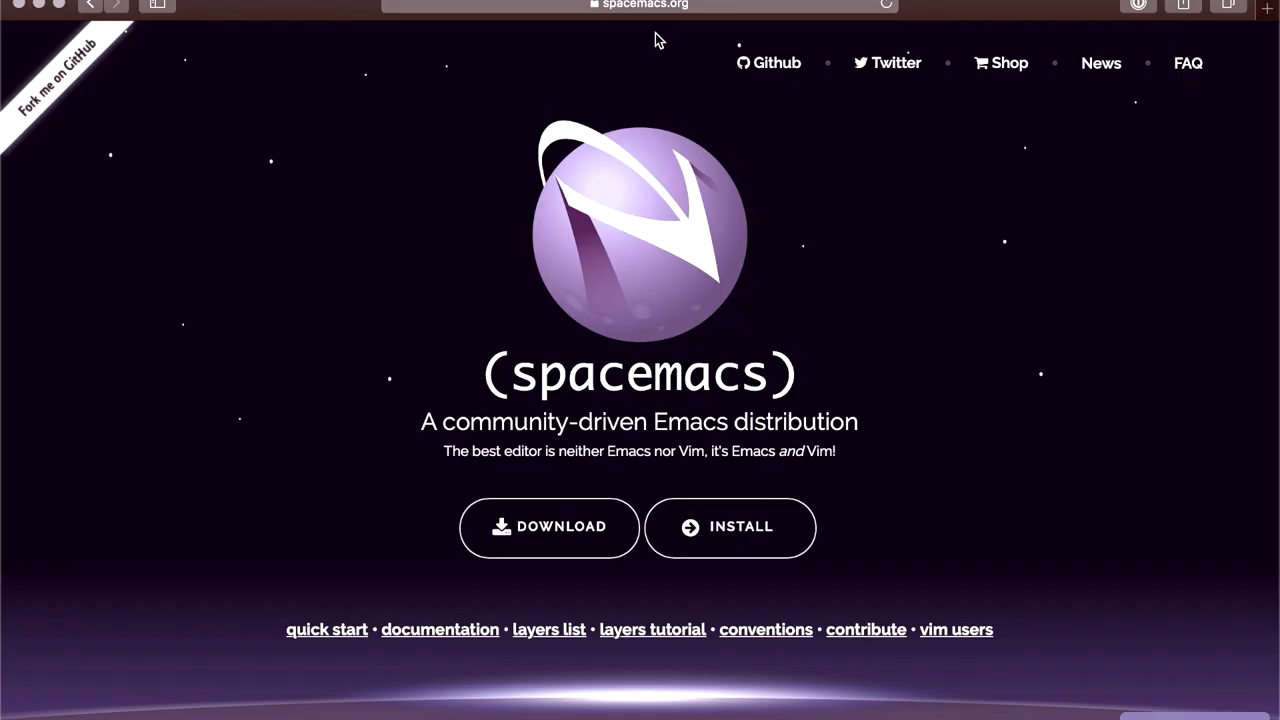 spacemacs.org
Fork me on GitHub
Github • Twitter • Shop • News • FAQ
(spacemacs)
A community-driven Emacs distribution
The best editor is neither Emacs nor Vim, it's Emacs and Vim!
DOWNLOAD INSTALL
quick start • documentation • layers list • layers tutorial • conventions • contribute • vim users